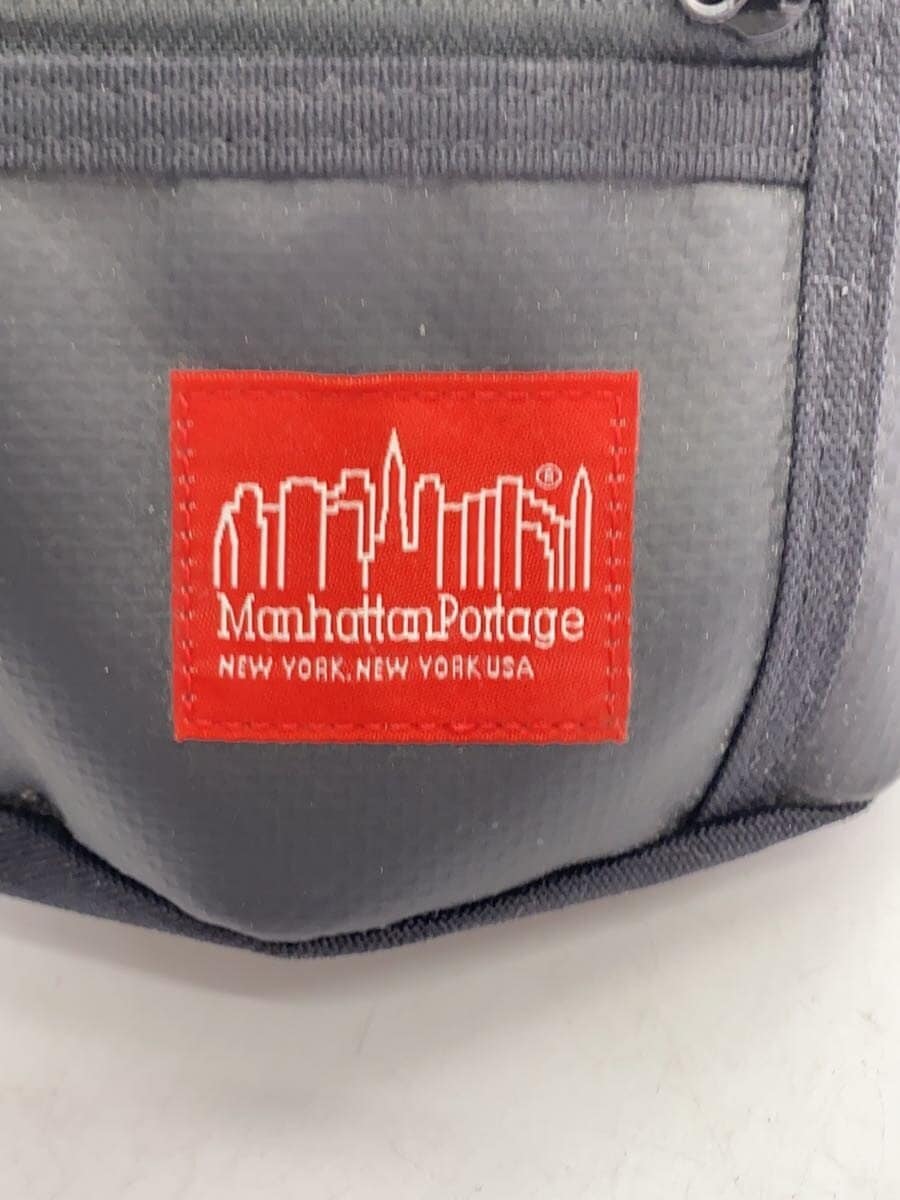 ®
ManhattanPortage
NEW YORK, NEW YORK USA